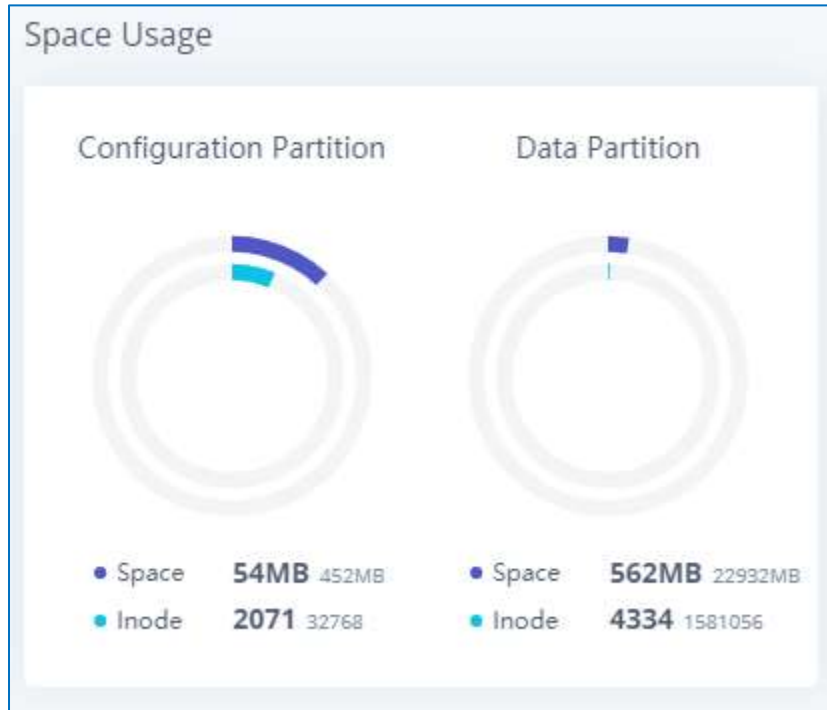 Space Usage
Configuration Partition
Data Partition
Space 54MB 452MB
Inode 2071 32768
Space 562MB 22932MB
Inode 4334 1581056